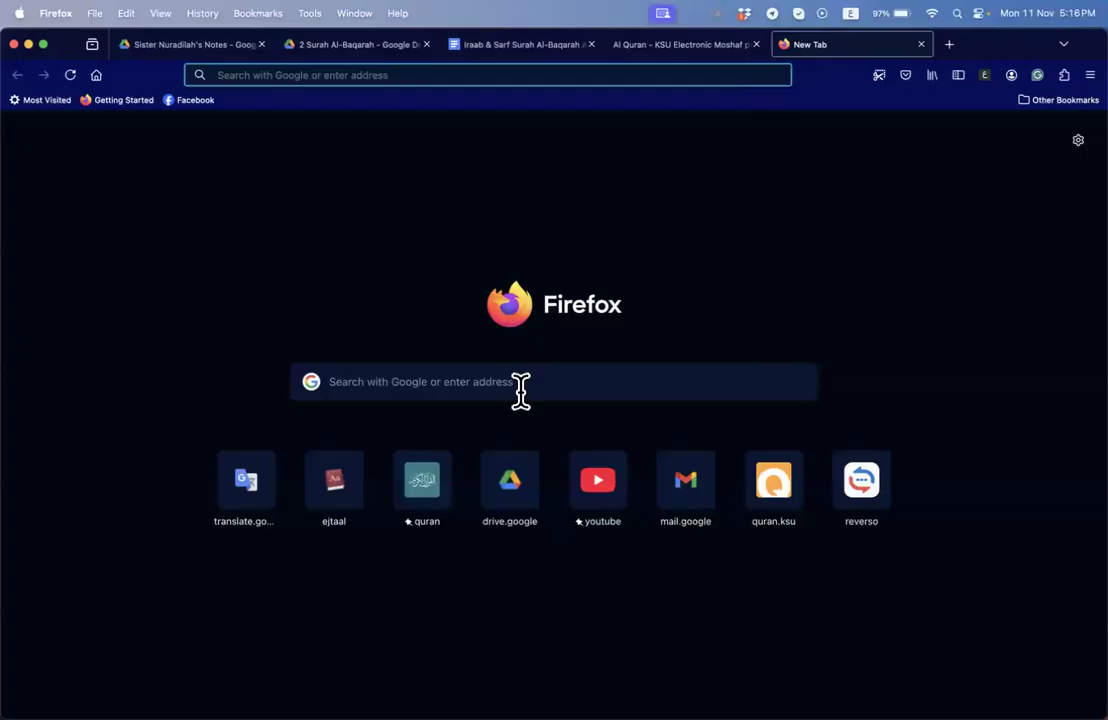 Firefox File Edit View History Bookmarks Tools Window Help 97% Mon 11 Nov 5:16 PM
Sister Nuradilah's Notes - Goog 2 Surah Al-Baqarah - Google D Iraab & Sarf Surah Al-Baqarah Al Quran - KSU Electronic Moshaf p New Tab
Search with Google or enter address
Most Visited Getting Started Facebook Other Bookmarks
Firefox
Search with Google or enter address
translate.go... ejtaal quran drive.google youtube mail.google quran.ksu reverso